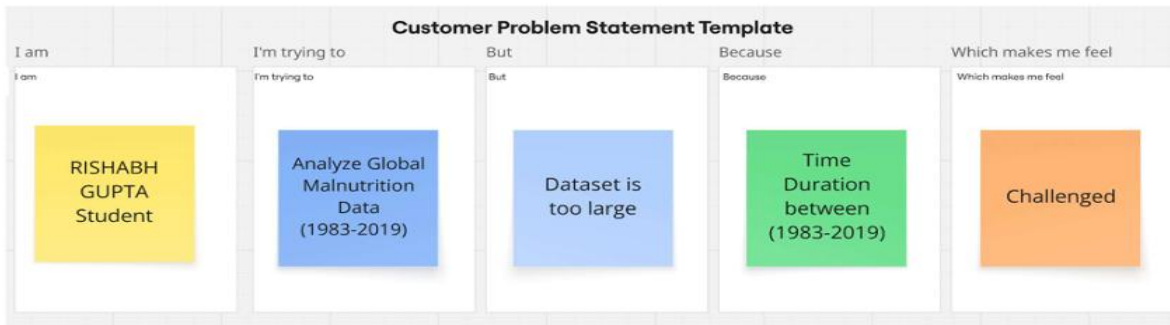 Customer Problem Statement Template
I am
I'm trying to
But
Because
Which makes me feel
I am
I'm trying to
But
Because
Which makes me feel
RISHABH
GUPTA
Student
Analyze Global
Malnutrition
Data
(1983-2019)
Dataset is
too large
Time
Duration
between
(1983-2019)
Challenged